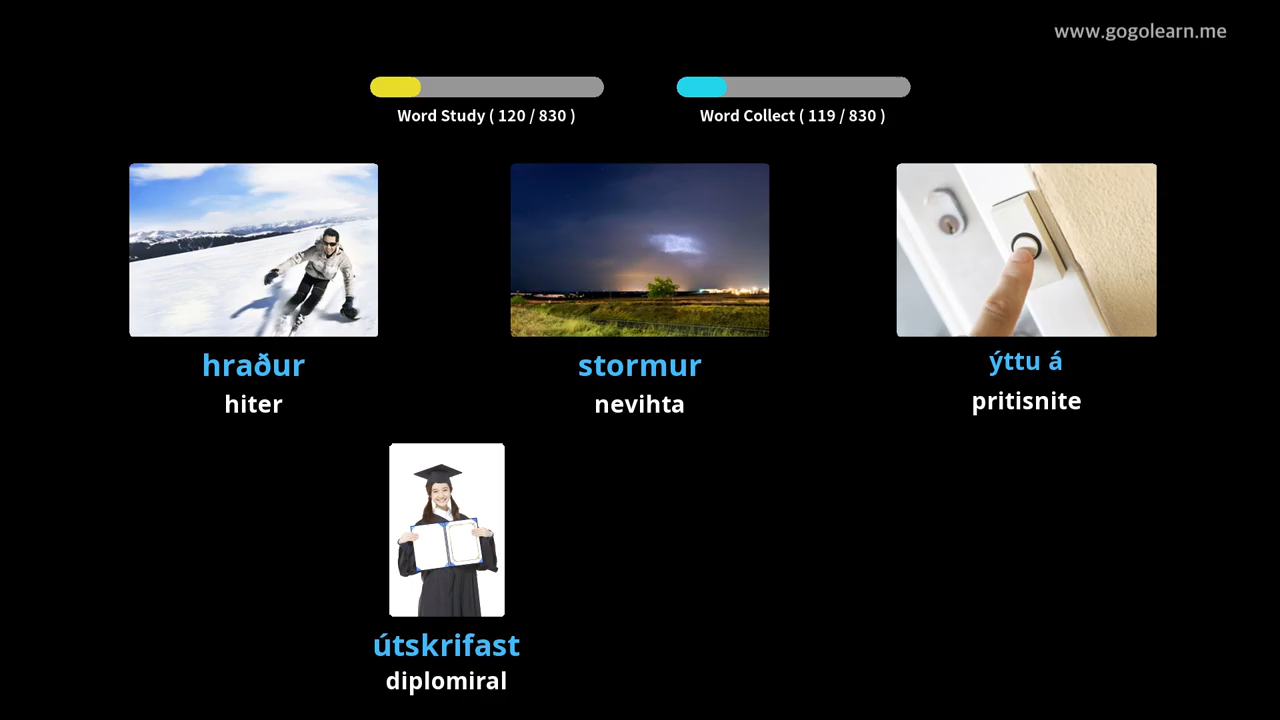 www.gogolearn.me
Word Study ( 120 / 830 )
Word Collect ( 119 / 830 )
hraður
hiter
stormur
nevihta
ýttu á
pritisnite
útskrifast
diplomiral